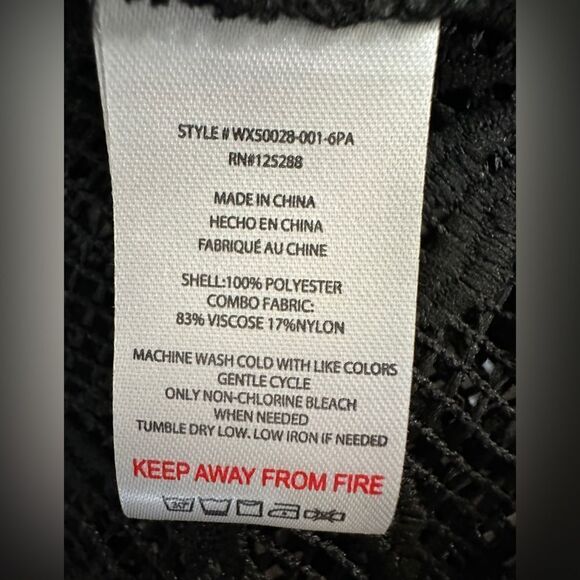 STYLE # WX50028-001-6PA
RN#125288
MADE IN CHINA
HECHO EN CHINA
FABRIQUÉ AU CHINE
SHELL:100% POLYESTER
COMBO FABRIC:
83% VISCOSE 17%NYLON
MACHINE WASH COLD WITH LIKE COLORS
GENTLE CYCLE
ONLY NON-CHLORINE BLEACH
WHEN NEEDED
TUMBLE DRY LOW. LOW IRON IF NEEDED
KEEP AWAY FROM FIRE